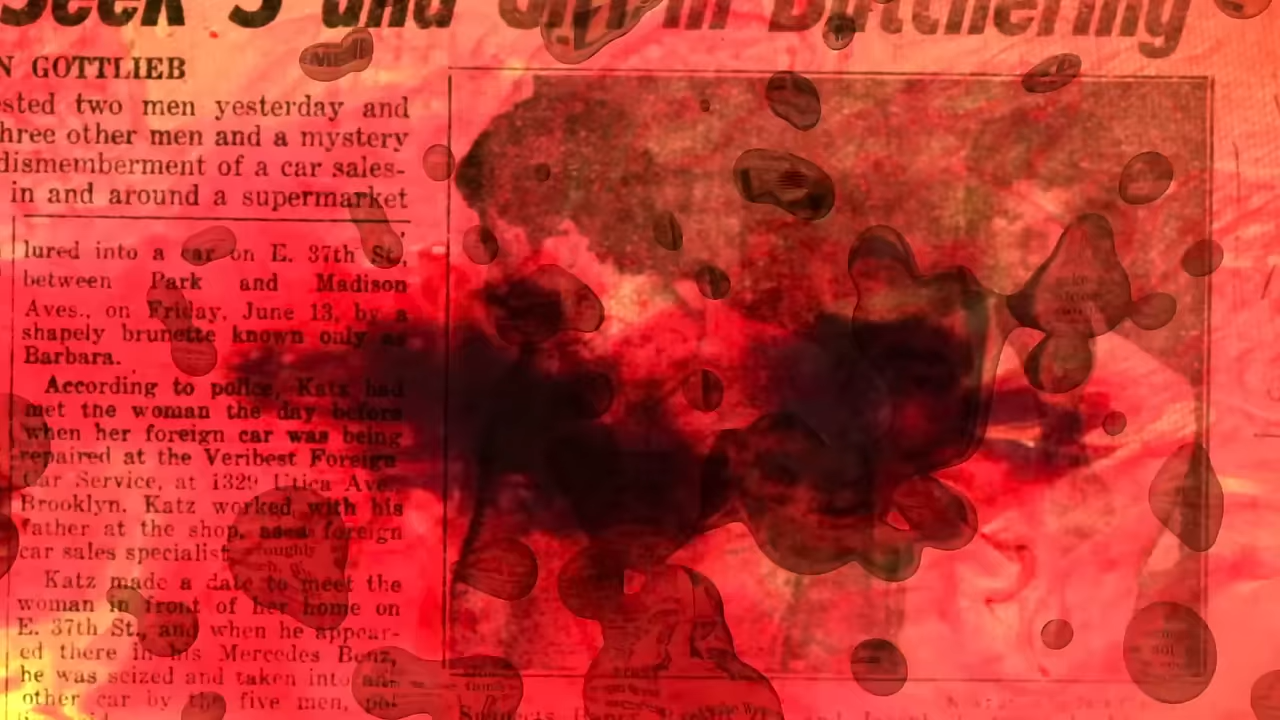 Seek 3 and Girl in Butchering
N GOTTLIEB
sted two men yesterday and
hree other men and a mystery
dismemberment of a car sales-
in and around a supermarket
lured into a car on E. 37th St.,
between Park and Madison
Aves., on Friday, June 13, by a
shapely brunette known only as
Barbara.
According to police, Katz had
met the woman the day before
when her foreign car was being
repaired at the Veribest Foreign
Car Service, at 1329 Utica Ave.
Brooklyn. Katz worked with his
father at the shop, as a foreign
car sales specialist
Katz made a date to meet the
woman in front of her home on
E. 37th St., and when he appear-
ed there in his Mercedes Benz,
he was seized and taken into an-
other car by the five men, pol
Suspects
and Joseph